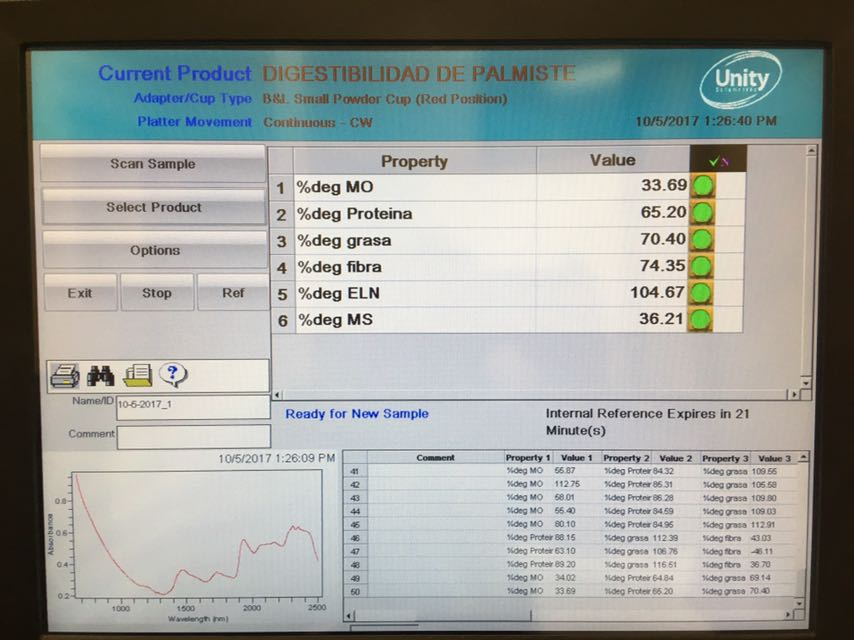 Current Product DIGESTIBILIDAD DE PALMISTE
Adapter/Cup Type B&L Small Powder Cup (Red Position)
Platter Movement Continuous - CW
Unity
Scientific
10/5/2017 1:26:40 PM
Scan Sample
Select Product
Options
Exit Stop Ref
Property Value
1 %deg MO 33.69
2 %deg Proteina 65.20
3 %deg grasa 70.40
4 %deg fibra 74.35
5 %deg ELN 104.67
6 %deg MS 36.21
Name/ID 10-5-2017_1
Comment
Ready for New Sample
Internal Reference Expires in 21
Minute(s)
10/5/2017 1:26:09 PM
Absorbance
0.8
0.6
0.4
0.2
1000 1500 2000 2500
Wavelength (nm)
Comment Property 1 Value 1 Property 2 Value 2 Property 3 Value 3
41 %deg MO 55.87 %deg Protein 84.32 %deg grasa 109.55
42 %deg MO 112.75 %deg Protein 85.31 %deg grasa 105.58
43 %deg MO 58.01 %deg Protein 86.28 %deg grasa 109.80
44 %deg MO 55.40 %deg Protein 84.59 %deg grasa 109.03
45 %deg MO 80.10 %deg Protein 84.95 %deg grasa 112.91
46 %deg Protein 88.15 %deg grasa 112.39 %deg fibra 43.03
47 %deg Protein 63.10 %deg grasa 106.76 %deg fibra -46.11
48 %deg Protein 89.20 %deg grasa 116.61 %deg fibra 36.70
49 %deg MO 34.02 %deg Protein 64.84 %deg grasa 69.14
50 %deg MO 33.69 %deg Protein 65.20 %deg grasa 70.40